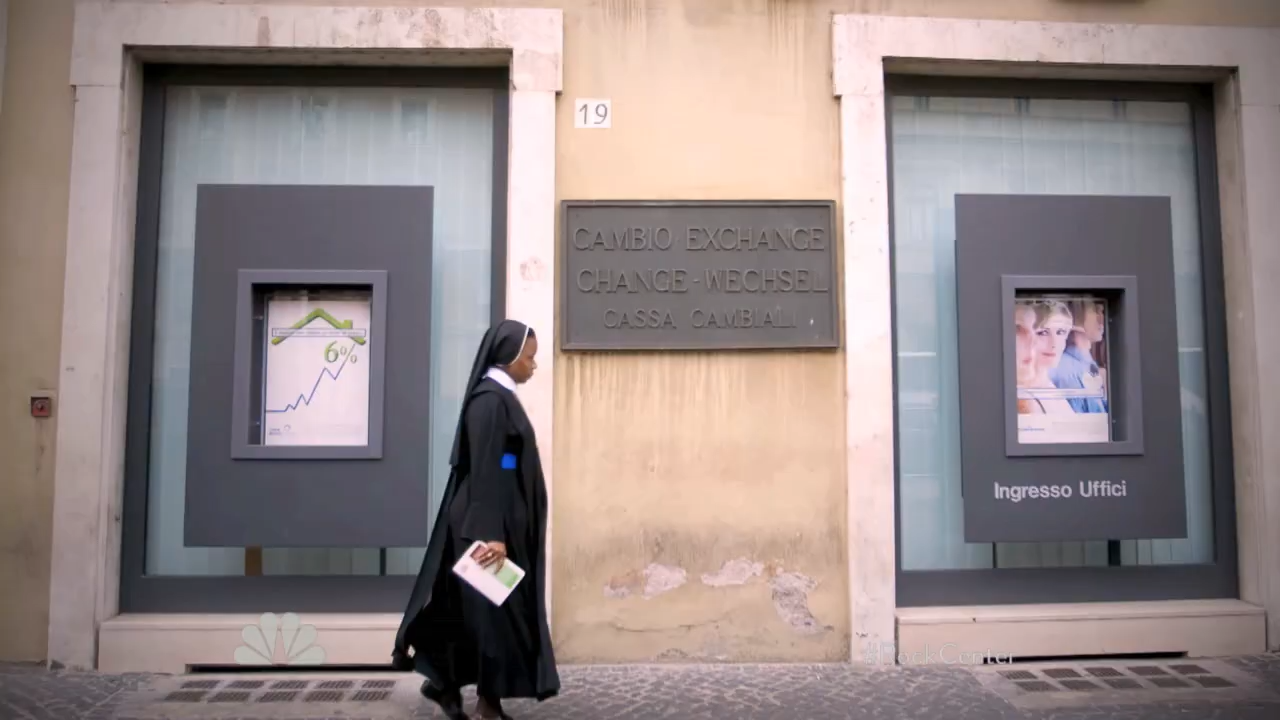 19
CAMBIO EXCHANGE
CHANGE-WECHSEL
CASSA CAMBIALI
6%
Ingresso Uffici
#RockCenter